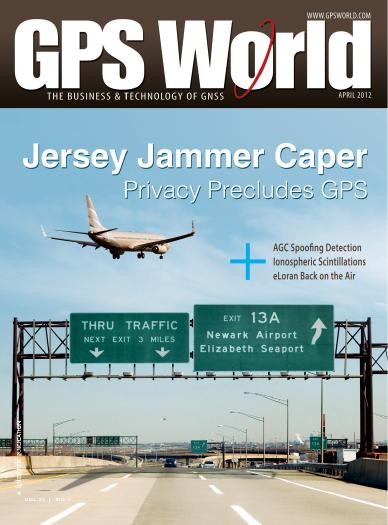 WWW.GPSWORLD.COM
GPS World
THE BUSINESS & TECHNOLOGY OF GNSS
APRIL 2012
Jersey Jammer Caper
Privacy Precludes GPS
AGC Spoofing Detection
Ionospheric Scintillations
eLoran Back on the Air
THRU TRAFFIC
NEXT EXIT 3 MILES
EXIT 13A
Newark Airport
Elizabeth Seaport